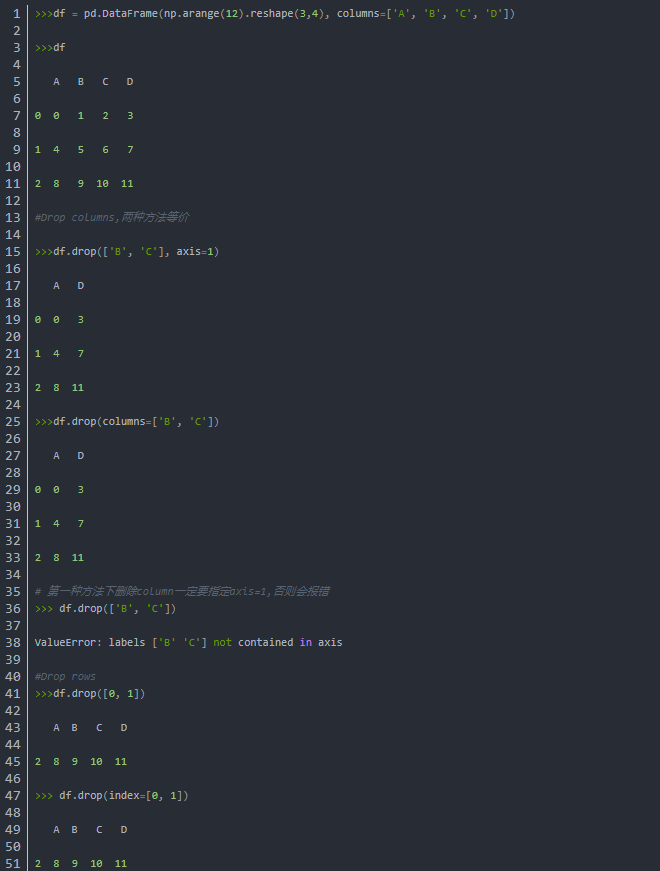 1 >>>df = pd.DataFrame(np.arange(12).reshape(3,4), columns=['A', 'B', 'C', 'D'])
2
3 >>>df
4
5    A   B   C   D
6
7 0  0   1   2   3
8
9 1  4   5   6   7
10
11 2  8   9  10  11
12
13 #Drop columns,两种方法等价
14
15 >>>df.drop(['B', 'C'], axis=1)
16
17    A   D
18
19 0  0   3
20
21 1  4   7
22
23 2  8  11
24
25 >>>df.drop(columns=['B', 'C'])
26
27    A   D
28
29 0  0   3
30
31 1  4   7
32
33 2  8  11
34
35 # 第一种方法下删除column一定要指定axis=1,否则会报错
36 >>> df.drop(['B', 'C'])
37
38 ValueError: labels ['B' 'C'] not contained in axis
39
40 #Drop rows
41 >>>df.drop([0, 1])
42
43    A  B   C   D
44
45 2  8  9  10  11
46
47 >>> df.drop(index=[0, 1])
48
49    A  B   C   D
50
51 2  8  9  10  11